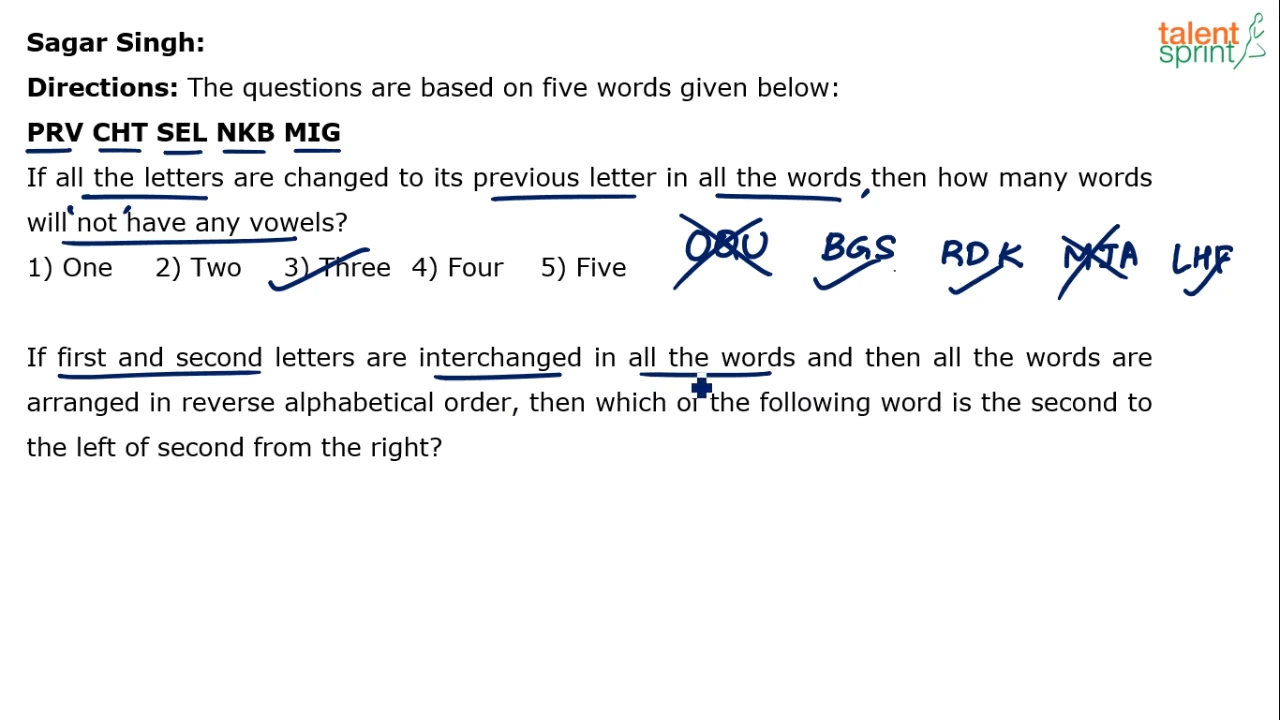 talent
sprint
Sagar Singh:
Directions: The questions are based on five words given below:
PRV CHT SEL NKB MIG
If all the letters are changed to its previous letter in all the words, then how many words
will not have any vowels?
OQU BGS RDK MJA LHF
1) One 2) Two 3) Three 4) Four 5) Five
If first and second letters are interchanged in all the words and then all the words are
arranged in reverse alphabetical order, then which of the following word is the second to
the left of second from the right?